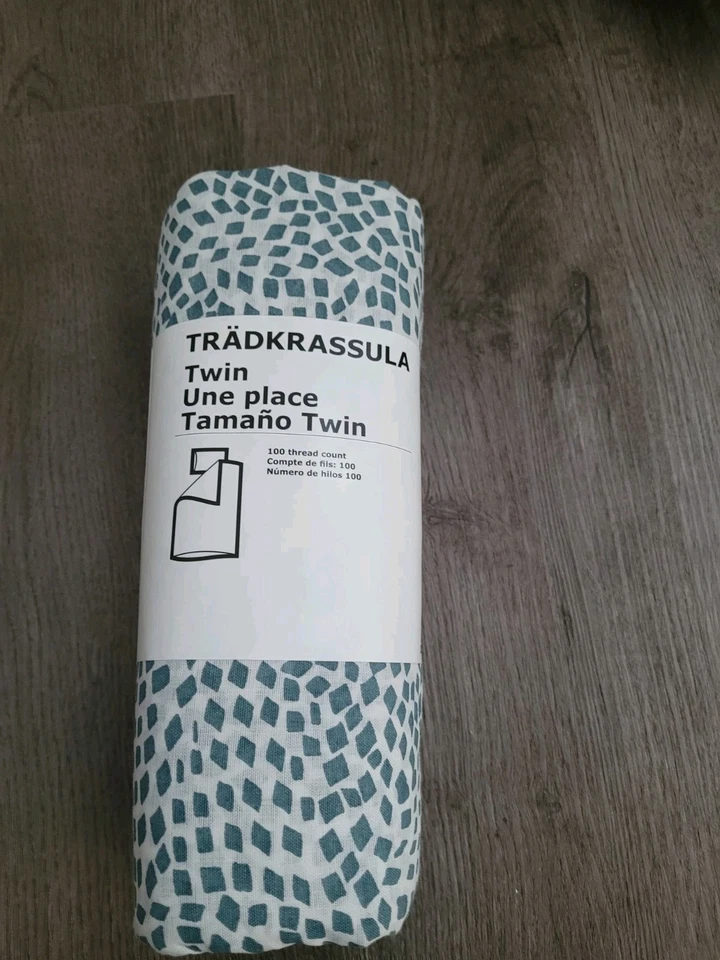 TRÄDKRASSULA
Twin
Une place
Tamaño Twin
100 thread count
Compte de fils: 100
Número de hilos 100